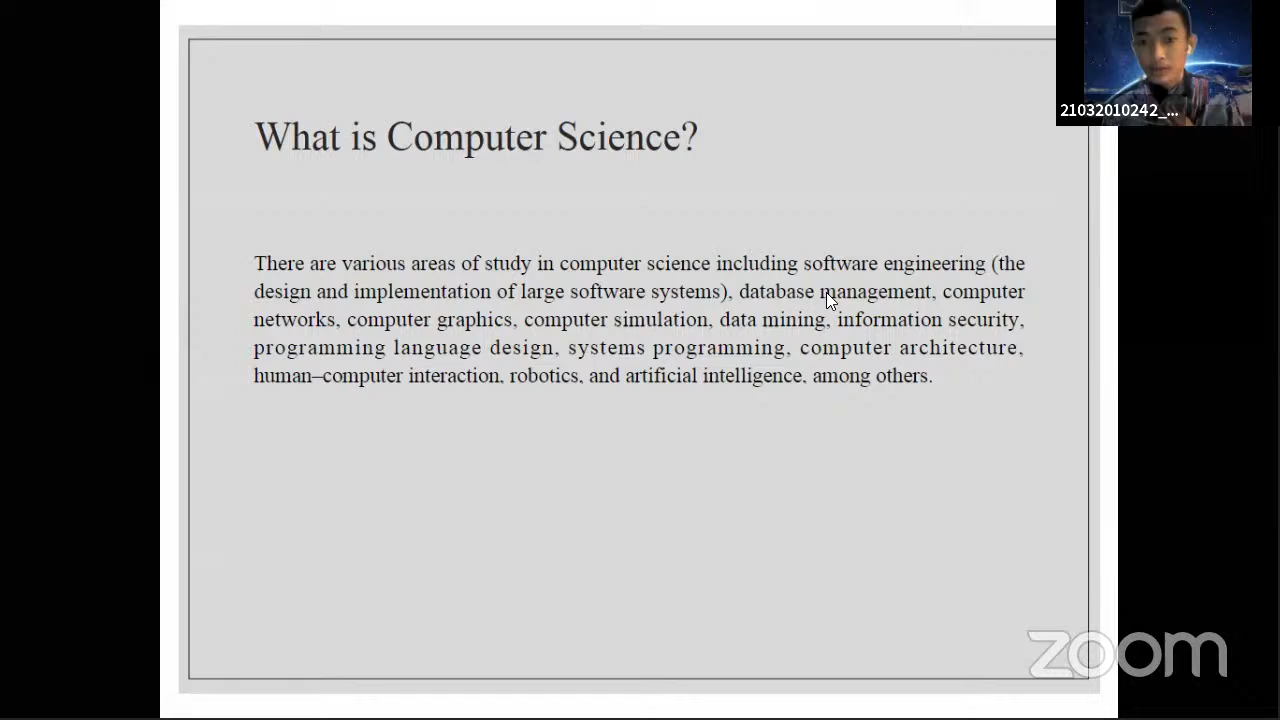 21032010242_...
What is Computer Science?
There are various areas of study in computer science including software engineering (the
design and implementation of large software systems), database management, computer
networks, computer graphics, computer simulation, data mining, information security,
programming language design, systems programming, computer architecture,
human–computer interaction, robotics, and artificial intelligence, among others.
zoom